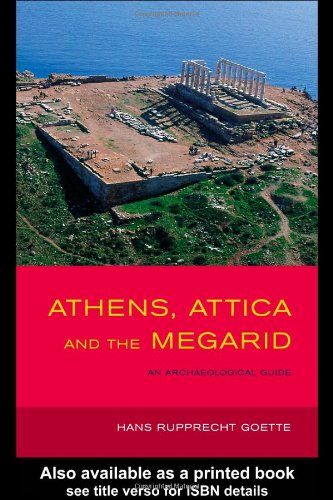 ATHENS, ATTICA
AND THE MEGARID
AN ARCHAEOLOGICAL GUIDE
HANS RUPPRECHT GOETTE
Also available as a printed book
see title verso for ISBN details